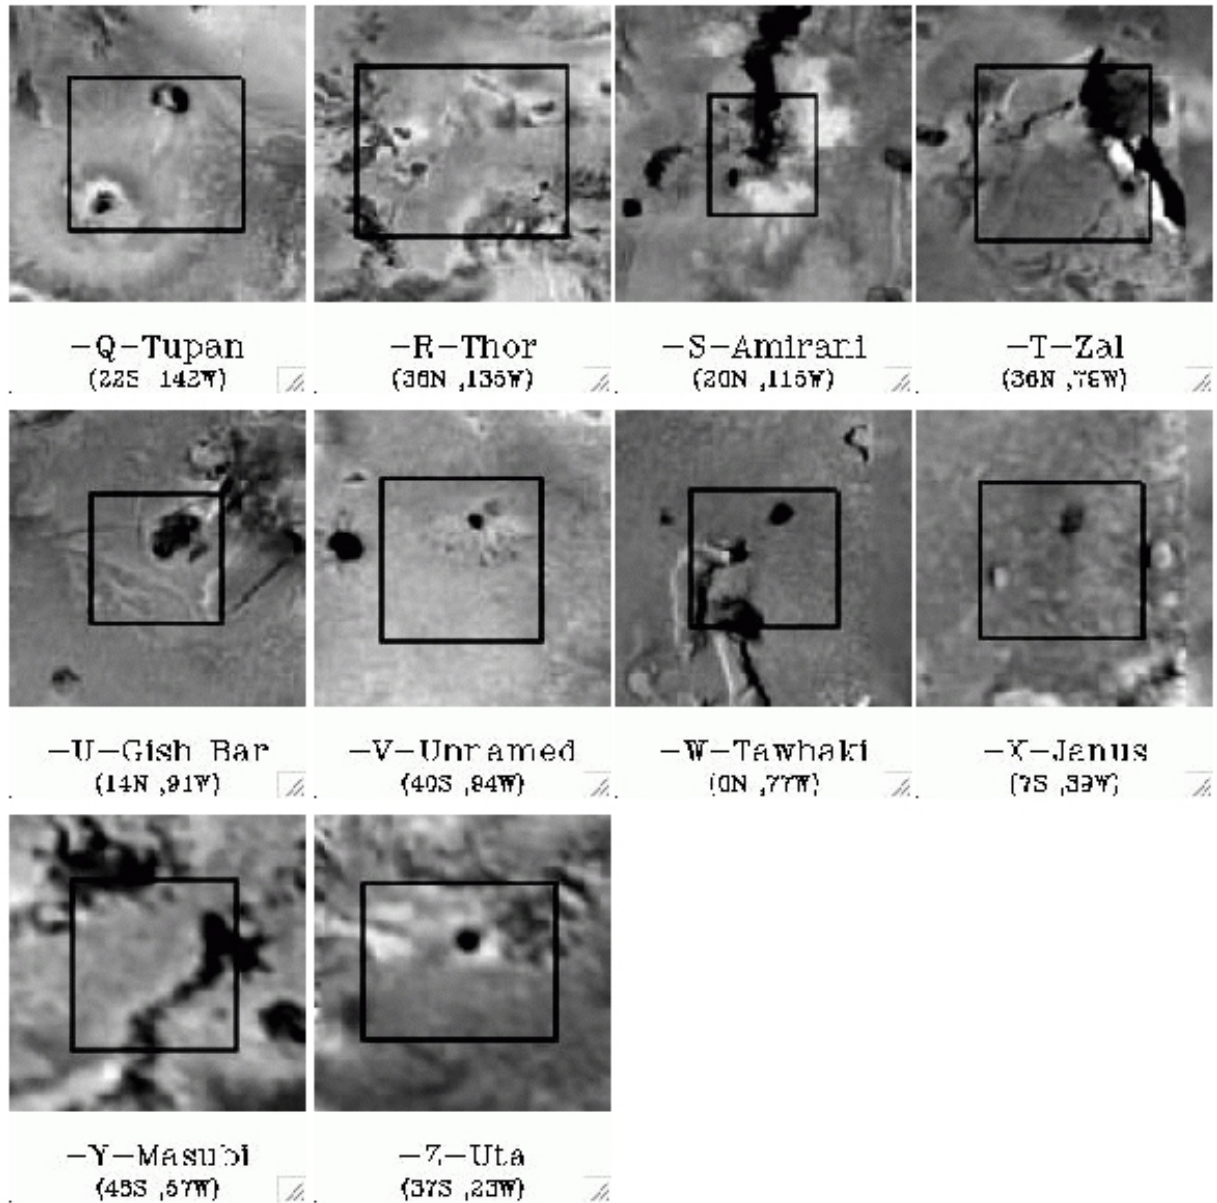 -Q-Tupan
(22S 142W)
-R-Thor
(36N ,135W)
-S-Amirani
(20N ,115W)
-T-Zal
(36N ,78W)
-U-Gish Bar
(14N ,91W)
-V-Unnamed
(40S ,84W)
-W-Tawhaki
(0N ,77W)
-X-Janus
(7S ,39W)
-Y-Masubi
(45S ,57W)
-Z-Uta
(37S ,23W)